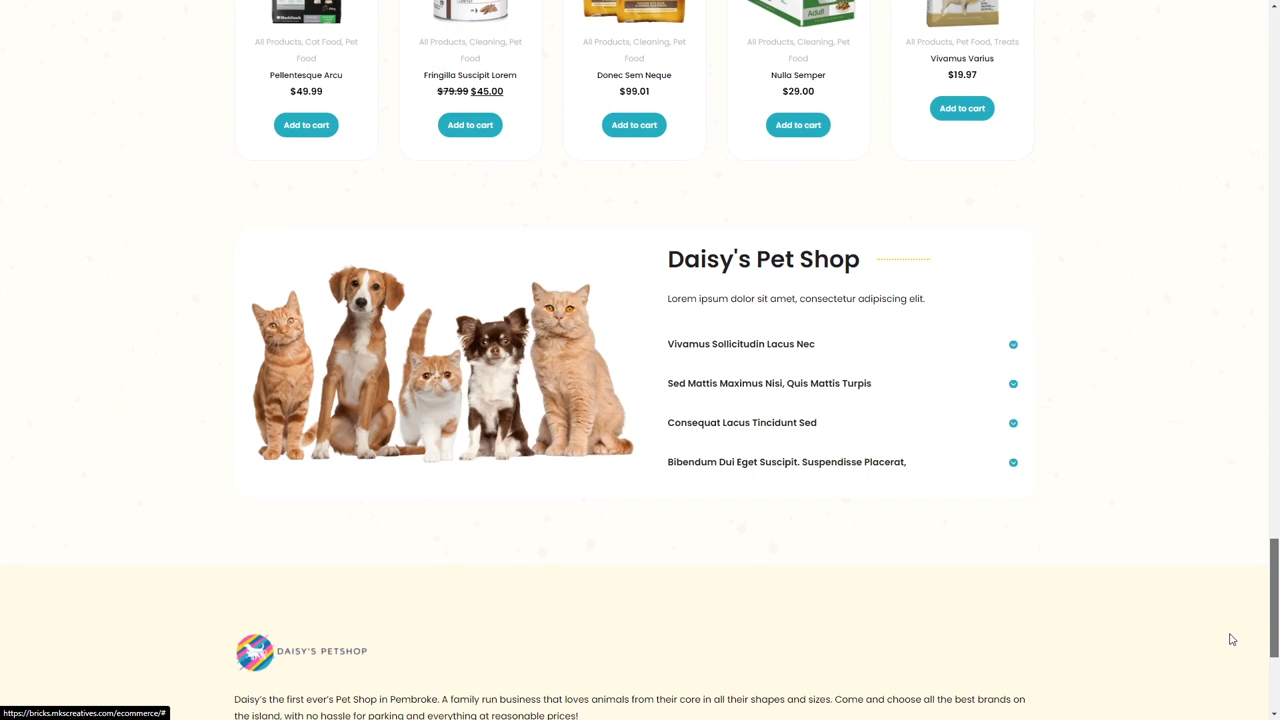 All Products, Cat Food, Pet
Food
Pellentesque Arcu
$49.99
Add to cart
All Products, Cleaning, Pet
Food
Fringilla Suscipit Lorem
$79.99 $45.00
Add to cart
All Products, Cleaning, Pet
Food
Donec Sem Neque
$99.01
Add to cart
Adult
All Products, Cleaning, Pet
Food
Nulla Semper
$29.00
Add to cart
All Products, Pet Food, Treats
Vivamus Varius
$19.97
Add to cart
Daisy's Pet Shop
Lorem ipsum dolor sit amet, consectetur adipiscing elit.
Vivamus Sollicitudin Lacus Nec
Sed Mattis Maximus Nisi, Quis Mattis Turpis
Consequat Lacus Tincidunt Sed
Bibendum Dui Eget Suscipit. Suspendisse Placerat,
DAISY'S PETSHOP
Daisy's the first ever's Pet Shop in Pembroke. A family run business that loves animals from their core in all their shapes and sizes. Come and choose all the best brands on
the island, with no hassle for parking and everything at reasonable prices!
https://bricks.mkscreatives.com/ecommerce/#